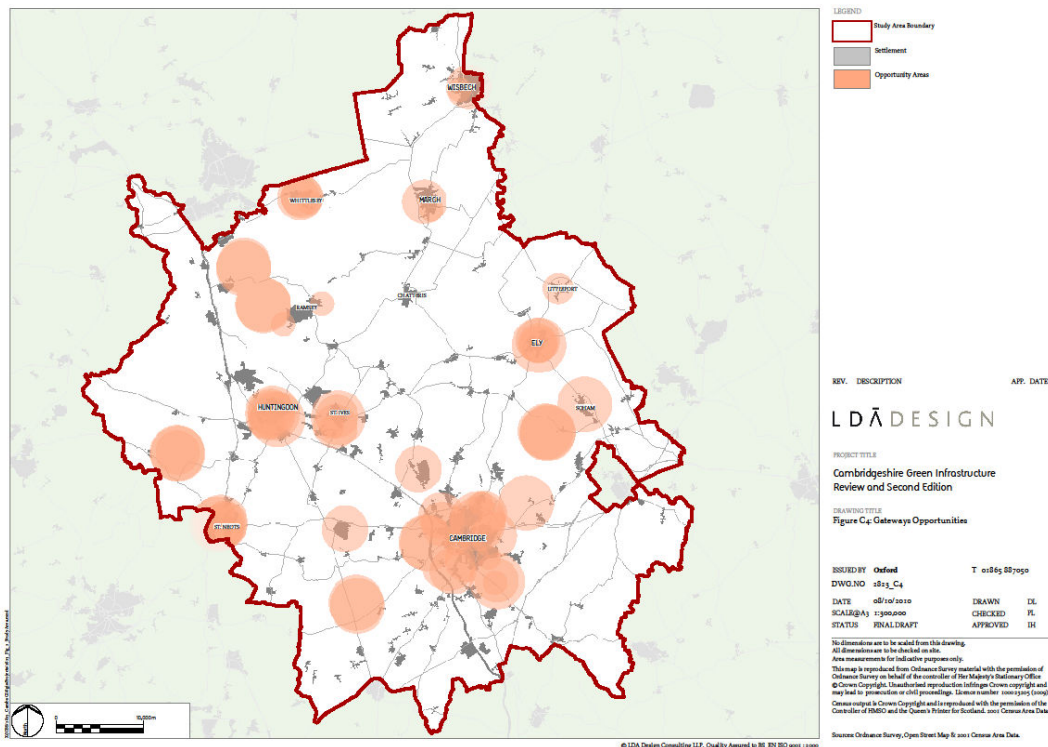 LEGEND
Study Area Boundary
Settlement
Opportunity Areas
WISBECH
WHITTLESEY
MARCH
LITTLEPORT
RAMSEY
CHATTERIS
ELY
SOHAM
HUNTINGDON
ST IVES
ST. NEOTS
CAMBRIDGE
0 10,000m
REV. DESCRIPTION APP. DATE
LDĀDESIGN
PROJECT TITLE
Cambridgeshire Green Infrastructure
Review and Second Edition
DRAWING TITLE
Figure C4: Gateways Opportunities
ISSUED BY Oxford T 01865 887050
DWG.NO 2823_C4
DATE 08/10/2010 DRAWN DL
SCALE@A3 1:300,000 CHECKED PL
STATUS FINAL DRAFT APPROVED IH
No dimensions are to be scaled from this drawing.
All dimensions are to be checked on site.
Area measurements for indicative purposes only.
This map is reproduced from Ordnance Survey material with the permission of
Ordnance Survey on behalf of the controller of Her Majesty's Stationary Office
© Crown Copyright. Unauthorised reproduction infringes Crown copyright and
may lead to prosecution or civil proceedings. Licence number (2009)
Census output is Crown Copyright and is reproduced with the permission of the
Controller of HMSO and the Queen's Printer for Scotland. 2001 Census Area Data
Sources: Ordnance Survey, Open Street Map & 2001 Census Area Data.
© LDA Design Consulting LLP. Quality Assured to BS EN ISO 9001 : 2000